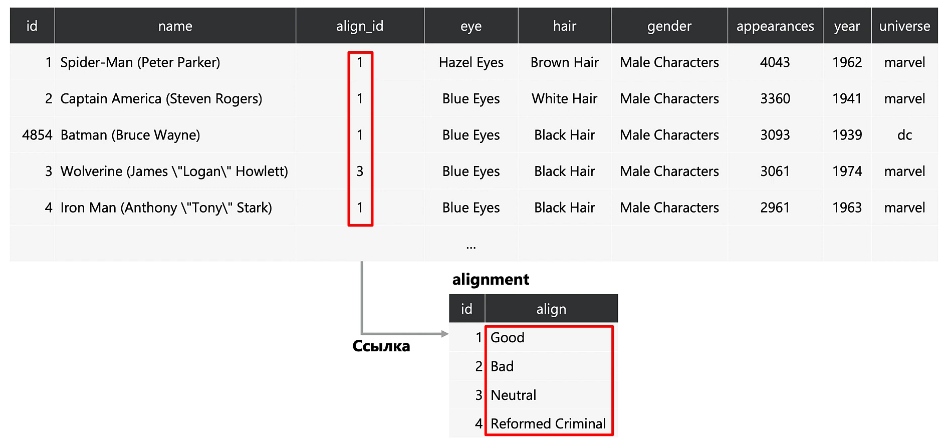 id name align_id eye hair gender appearances year universe
1 Spider-Man (Peter Parker) 1 Hazel Eyes Brown Hair Male Characters 4043 1962 marvel
2 Captain America (Steven Rogers) 1 Blue Eyes White Hair Male Characters 3360 1941 marvel
4854 Batman (Bruce Wayne) 1 Blue Eyes Black Hair Male Characters 3093 1939 dc
3 Wolverine (James \"Logan\" Howlett) 3 Blue Eyes Black Hair Male Characters 3061 1974 marvel
4 Iron Man (Anthony \"Tony\" Stark) 1 Blue Eyes Black Hair Male Characters 2961 1963 marvel
...
alignment
id align
1 Good
Ссылка
2 Bad
3 Neutral
4 Reformed Criminal